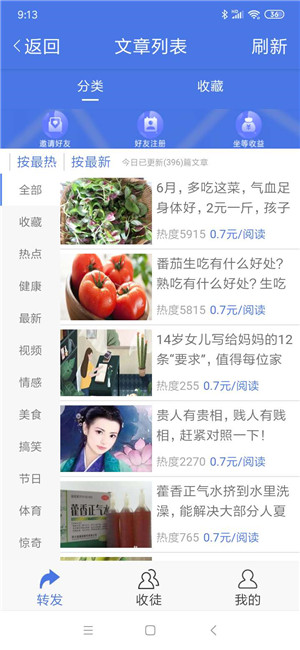 9:13
36
返回
文章列表
刷新
分类
收藏
邀请好友
好友注册
坐等收益
按最热
按最新
今日已更新(396)篇文章
全部
收藏
热点
健康
最新
视频
情感
美食
搞笑
节日
体育
惊奇
6月，多吃这菜，气血足
身体好，2元一斤，孩子
热度5915 0.7元/阅读
番茄生吃有什么好处?
熟吃有什么好处? 生吃
热度5815 0.7元/阅读
14岁女儿写给妈妈的12
条“要求”，值得每位家
热度255 0.7元/阅读
贵人有贵相，贱人有贱
相，赶紧对照一下！
热度2270 0.7元/阅读
藿香正气水
藿香正气水挤到水里洗
澡，能解决大部分人夏
热度765 0.7元/阅读
转发
收徒
我的